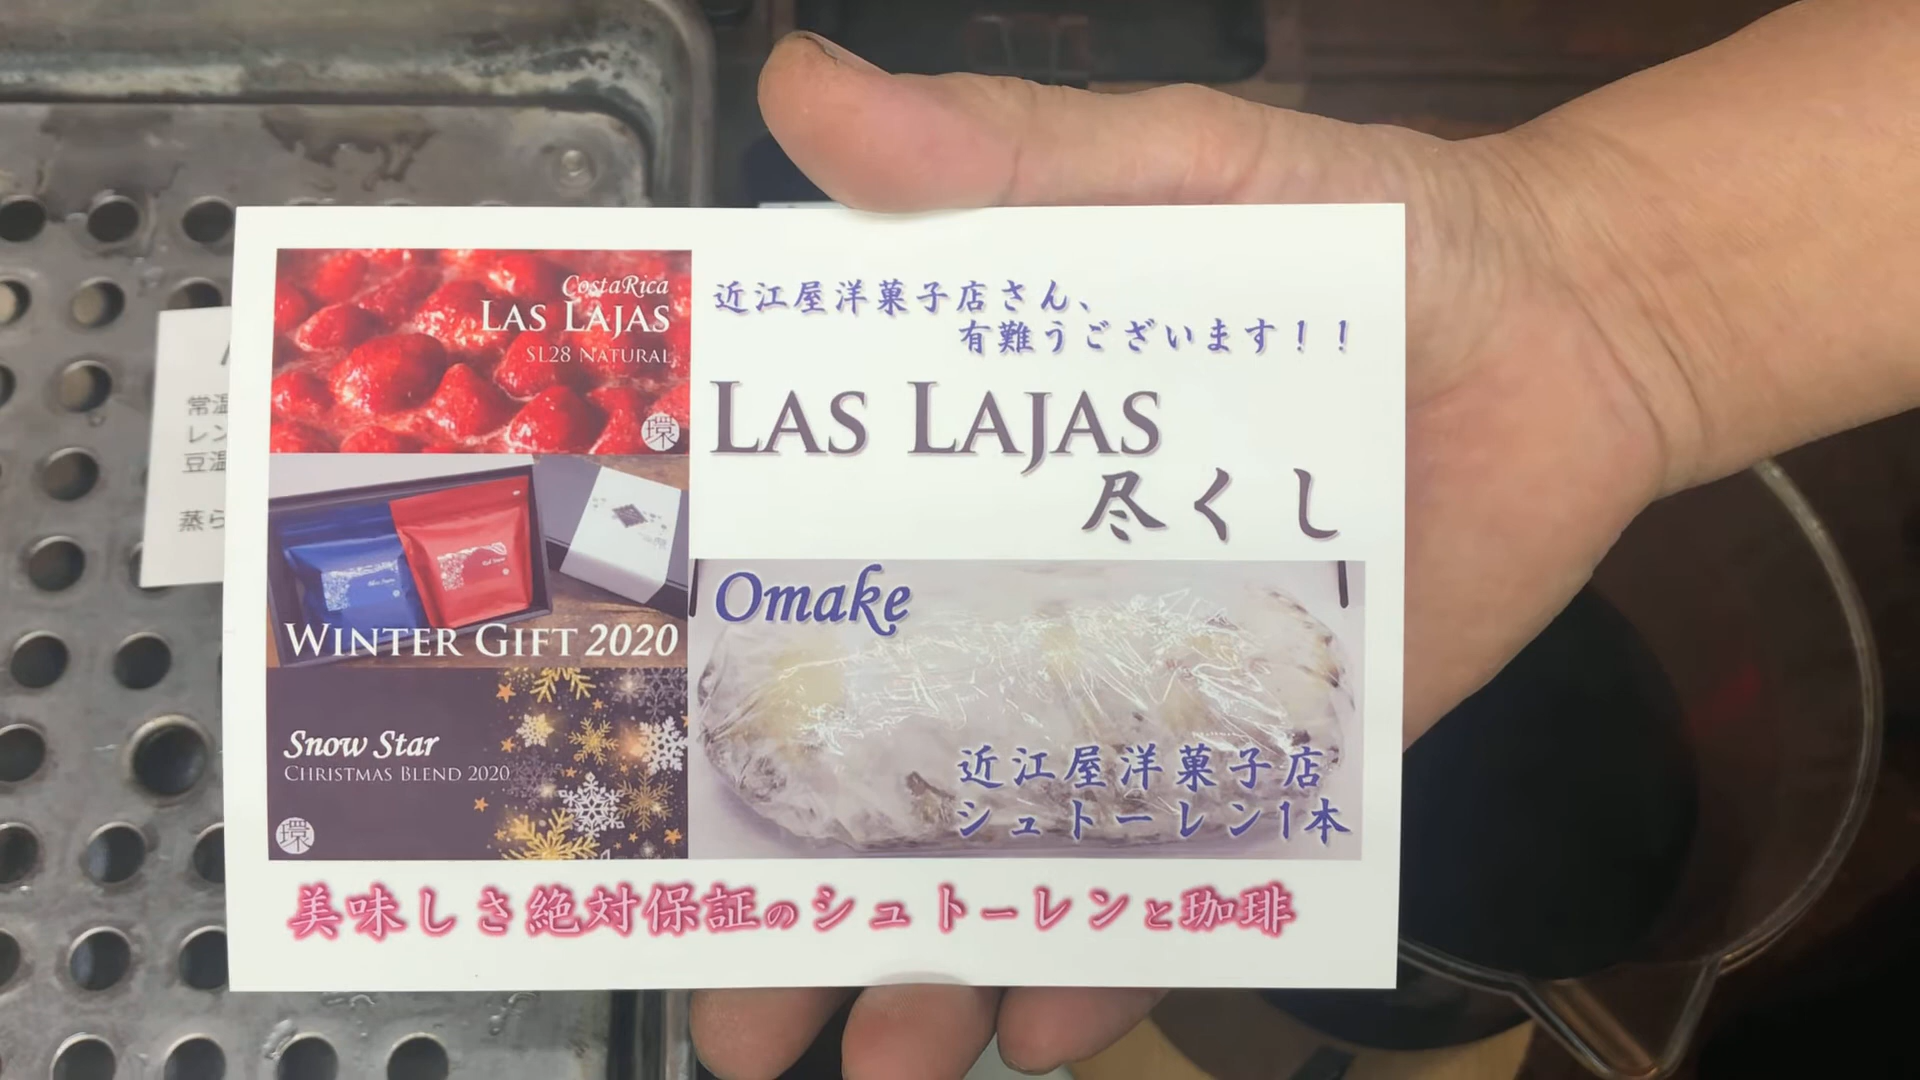 CostaRica
LAS LAJAS
SL28 NATURAL
環
WINTER GIFT 2020
Snow Star
CHRISTMAS BLEND 2020
環
近江屋洋菓子店さん、
有難うございます！！
LAS LAJAS
尽くし
Omake
近江屋洋菓子店
シュトーレン1本
美味しさ絶対保証のシュトーレンと珈琲
常温
レン
豆温
蒸ら